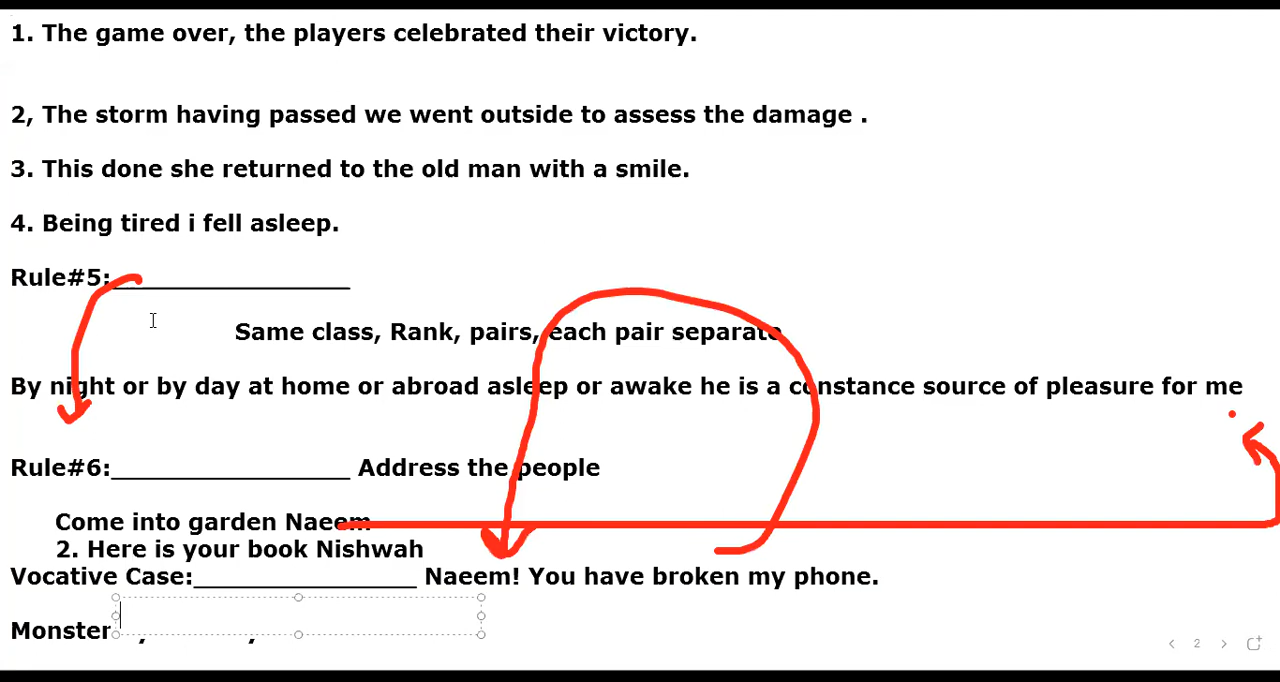 1. The game over, the players celebrated their victory.
2, The storm having passed we went outside to assess the damage .
3. This done she returned to the old man with a smile.
4. Being tired i fell asleep.
Rule#5:____________________
Same class, Rank, pairs, each pair separate
By night or by day at home or abroad asleep or awake he is a constance source of pleasure for me
Rule#6:____________________ Address the people
Come into garden Naeem
2. Here is your book Nishwah
Vocative Case:___________________ Naeem! You have broken my phone.
Monster
2